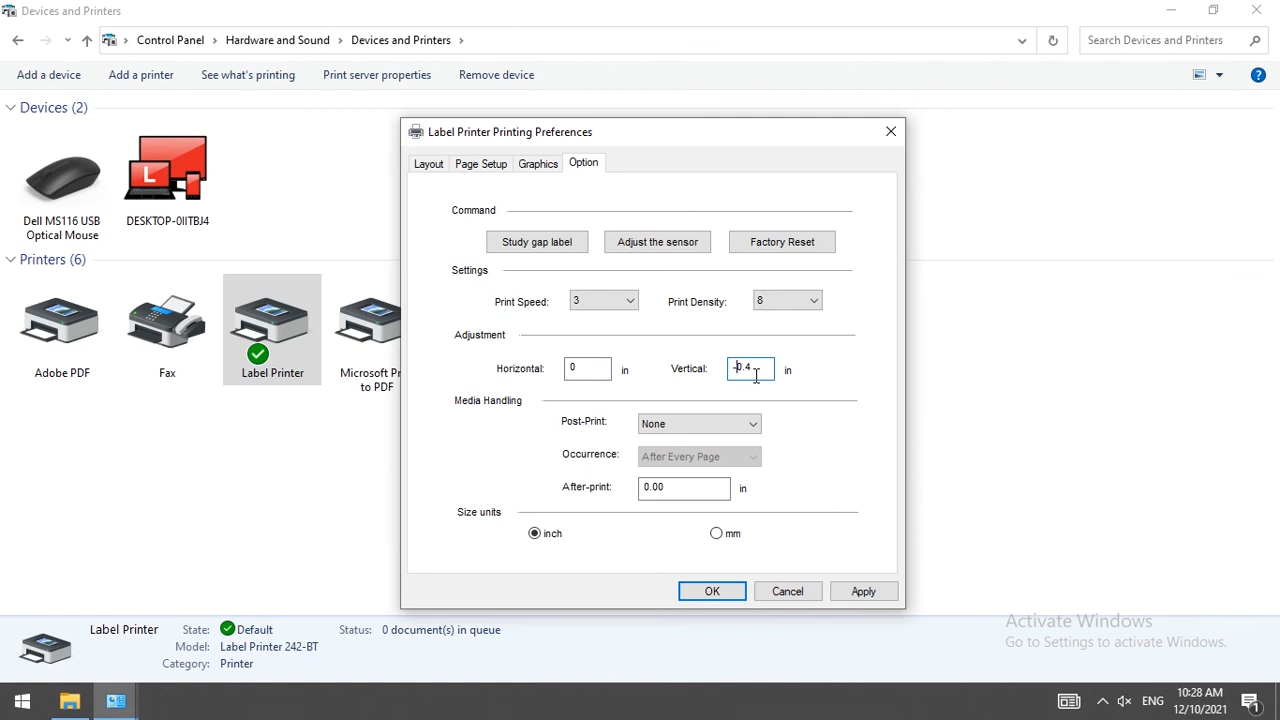 Devices and Printers
Control Panel > Hardware and Sound > Devices and Printers >
Search Devices and Printers
Add a device
Add a printer
See what's printing
Print server properties
Remove device
Devices (2)
L
Dell MS116 USB
Optical Mouse
DESKTOP-0IITBJ4
Printers (6)
Adobe PDF
Fax
Label Printer
Microsoft Pr
to PDF
Label Printer Printing Preferences
Layout
Page Setup
Graphics
Option
Command
Study gap label
Adjust the sensor
Factory Reset
Settings
Print Speed: 3
Print Density: 8
Adjustment
Horizontal: 0 in
Vertical: -0.4 in
Media Handling
Post-Print: None
Occurrence: After Every Page
After-print: 0.00 in
Size units
inch
mm
OK
Cancel
Apply
Label Printer
State: Default
Status: 0 document(s) in queue
Model: Label Printer 242-BT
Category: Printer
Activate Windows
Go to Settings to activate Windows.
ENG
10:28 AM
12/10/2021
1